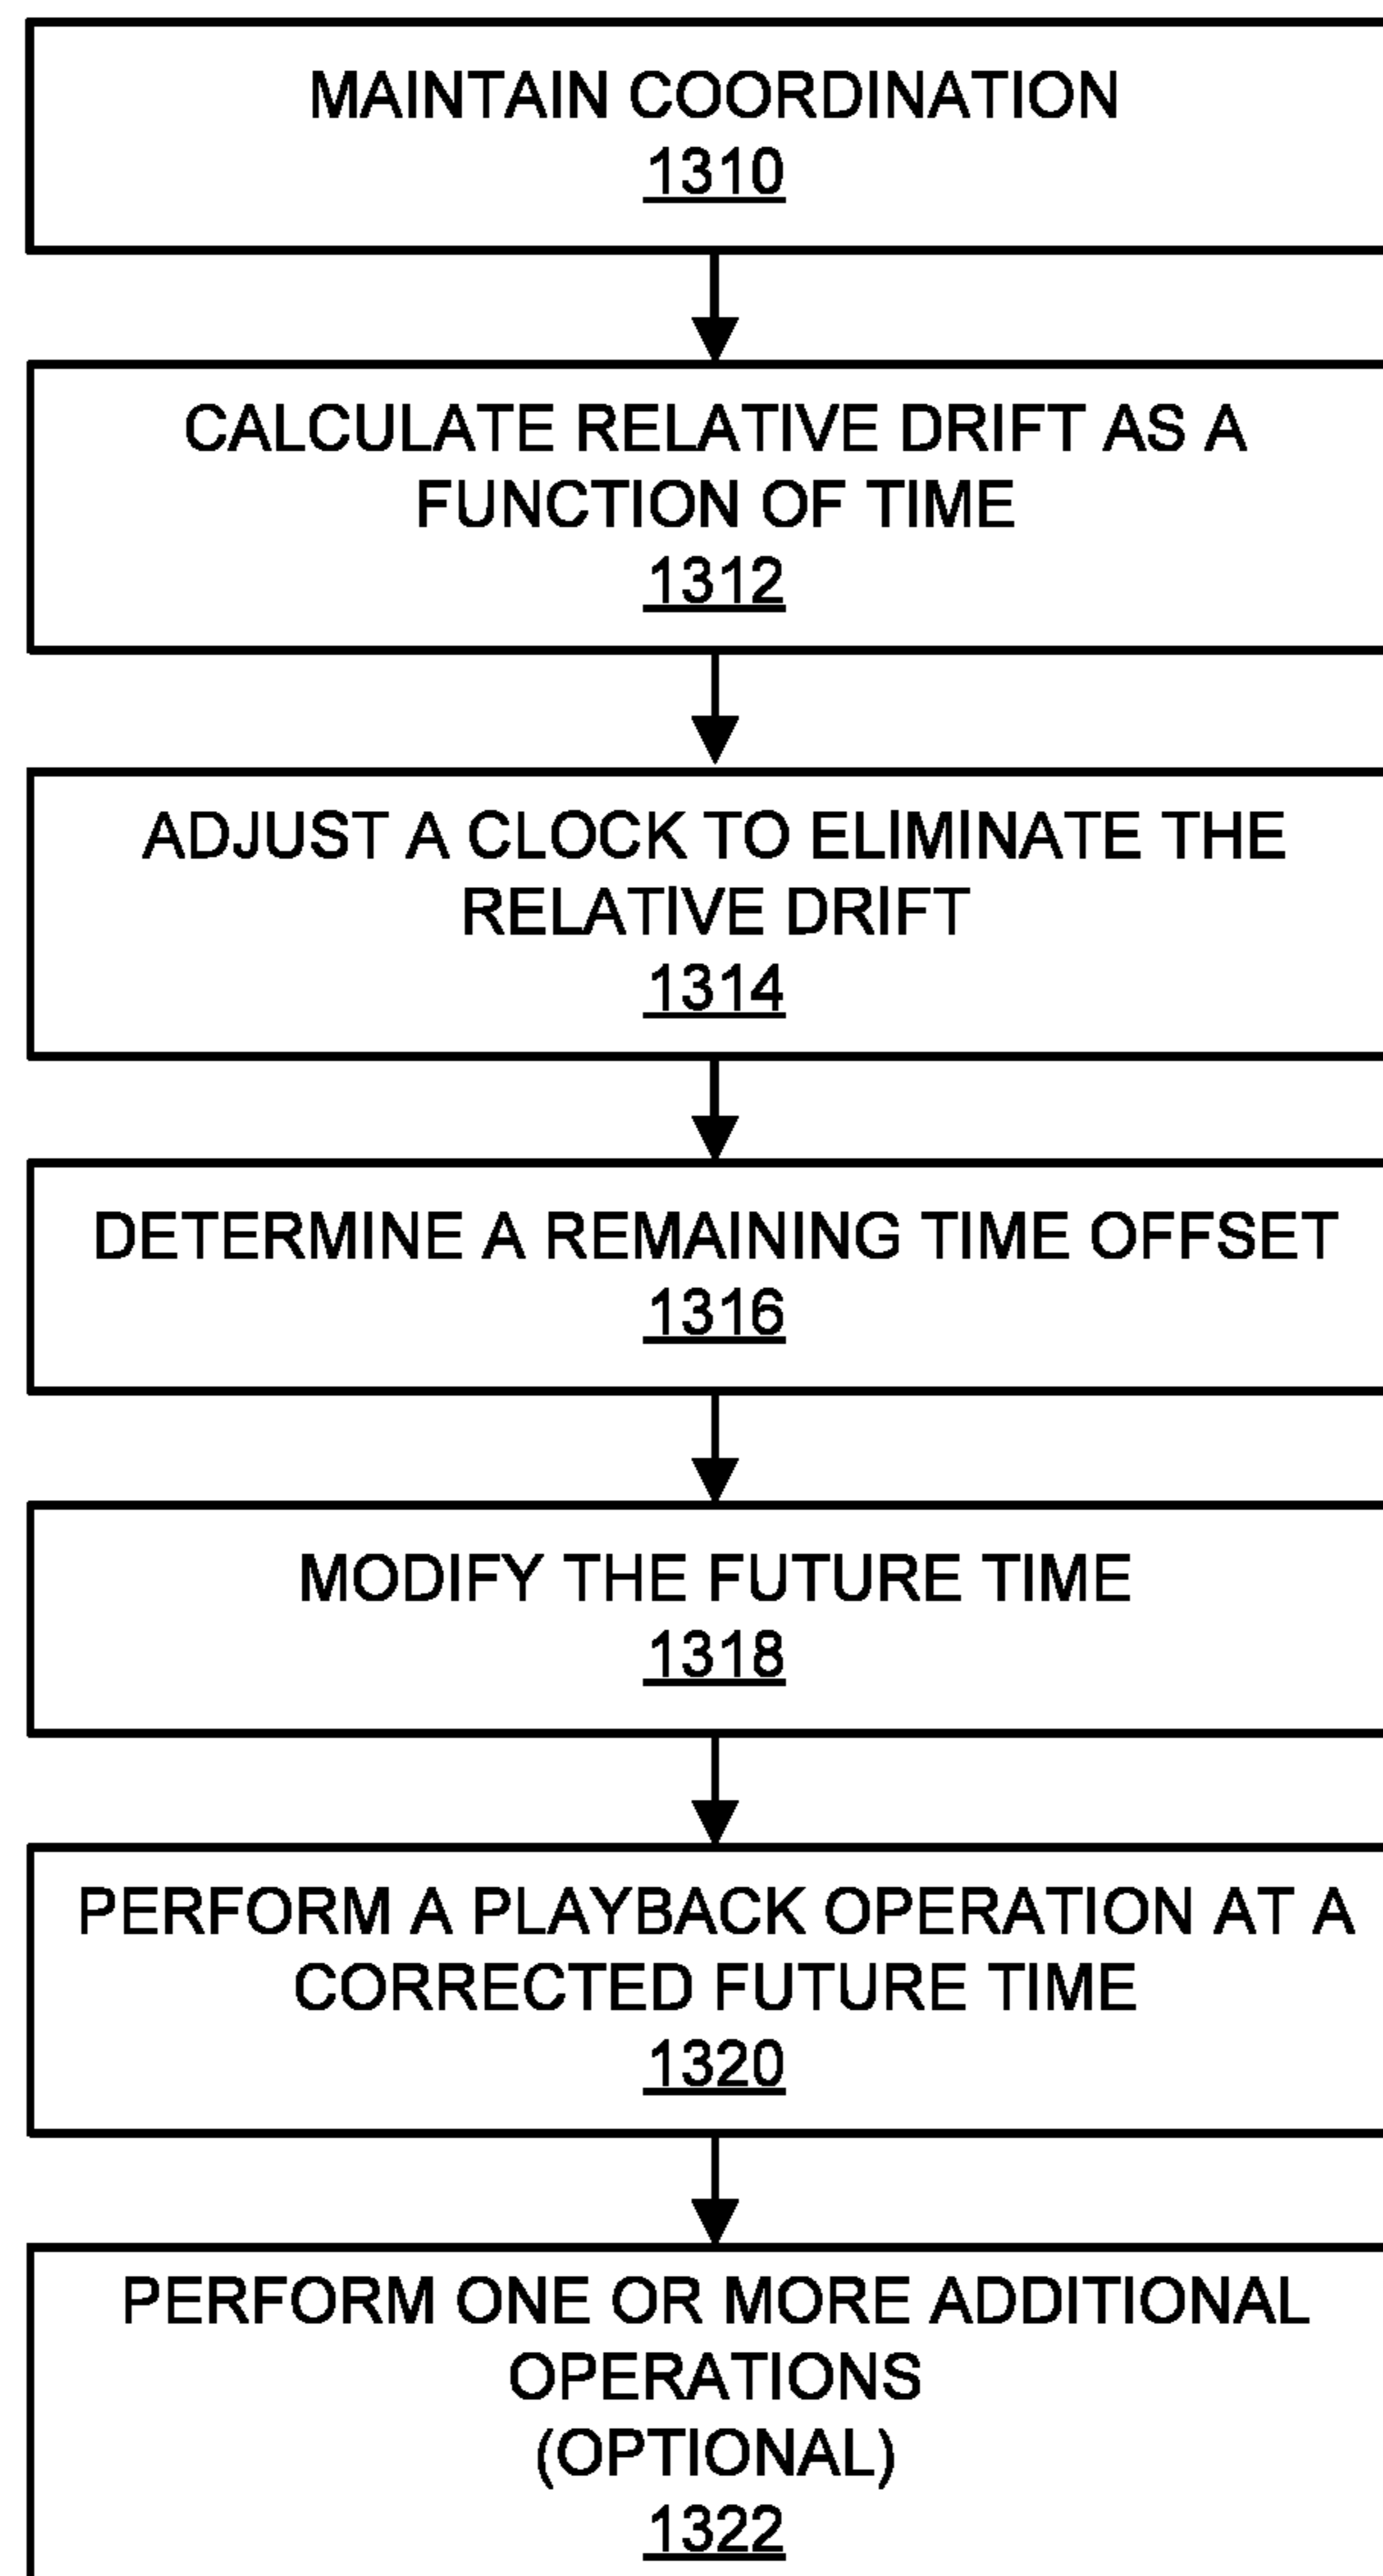 MAINTAIN COORDINATION
1310
CALCULATE RELATIVE DRIFT AS A
FUNCTION OF TIME
1312
ADJUST A CLOCK TO ELIMINATE THE
RELATIVE DRIFT
1314
DETERMINE A REMAINING TIME OFFSET
1316
MODIFY THE FUTURE TIME
1318
PERFORM A PLAYBACK OPERATION AT A
CORRECTED FUTURE TIME
1320
PERFORM ONE OR MORE ADDITIONAL
OPERATIONS
(OPTIONAL)
1322